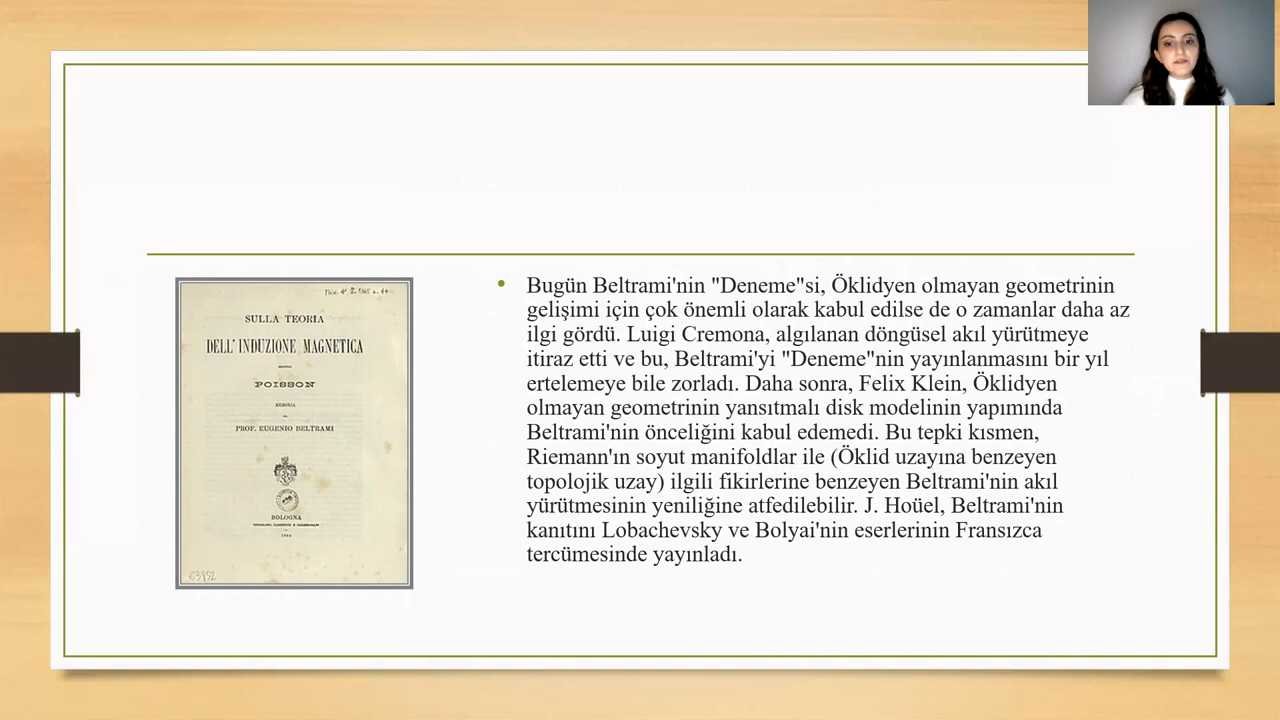 SULLA TEORIA
DELL' INDUZIONE MAGNETICA
POISSON
MEMORIA
DEL
PROF. EUGENIO BELTRAMI
BOLOGNA
63952
• Bugün Beltrami'nin "Deneme"si, Öklidyen olmayan geometrinin
gelişimi için çok önemli olarak kabul edilse de o zamanlar daha az
ilgi gördü. Luigi Cremona, algılanan döngüsel akıl yürütmeye
itiraz etti ve bu, Beltrami'yi "Deneme"nin yayınlanmasını bir yıl
ertelemeye bile zorladı. Daha sonra, Felix Klein, Öklidyen
olmayan geometrinin yansıtmalı disk modelinin yapımında
Beltrami'nin önceliğini kabul edemedi. Bu tepki kısmen,
Riemann'ın soyut manifoldlar ile (Öklid uzayına benzeyen
topolojik uzay) ilgili fikirlerine benzeyen Beltrami'nin akıl
yürütmesinin yeniliğine atfedilebilir. J. Hoüel, Beltrami'nin
kanıtını Lobachevsky ve Bolyai'nin eserlerinin Fransızca
tercümesinde yayınladı.